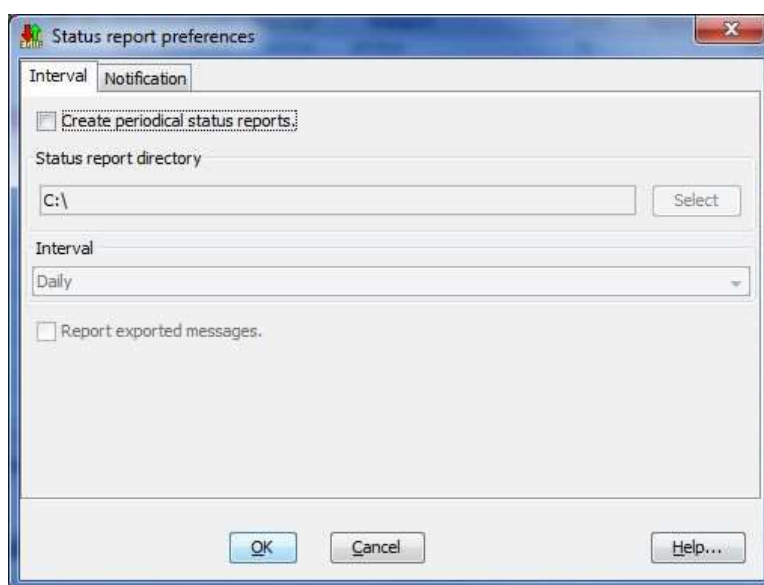 Status report preferences
Interval Notification
Create periodical status reports.
Status report directory
C:\ Select
Interval
Daily
Report exported messages.
OK Cancel Help...